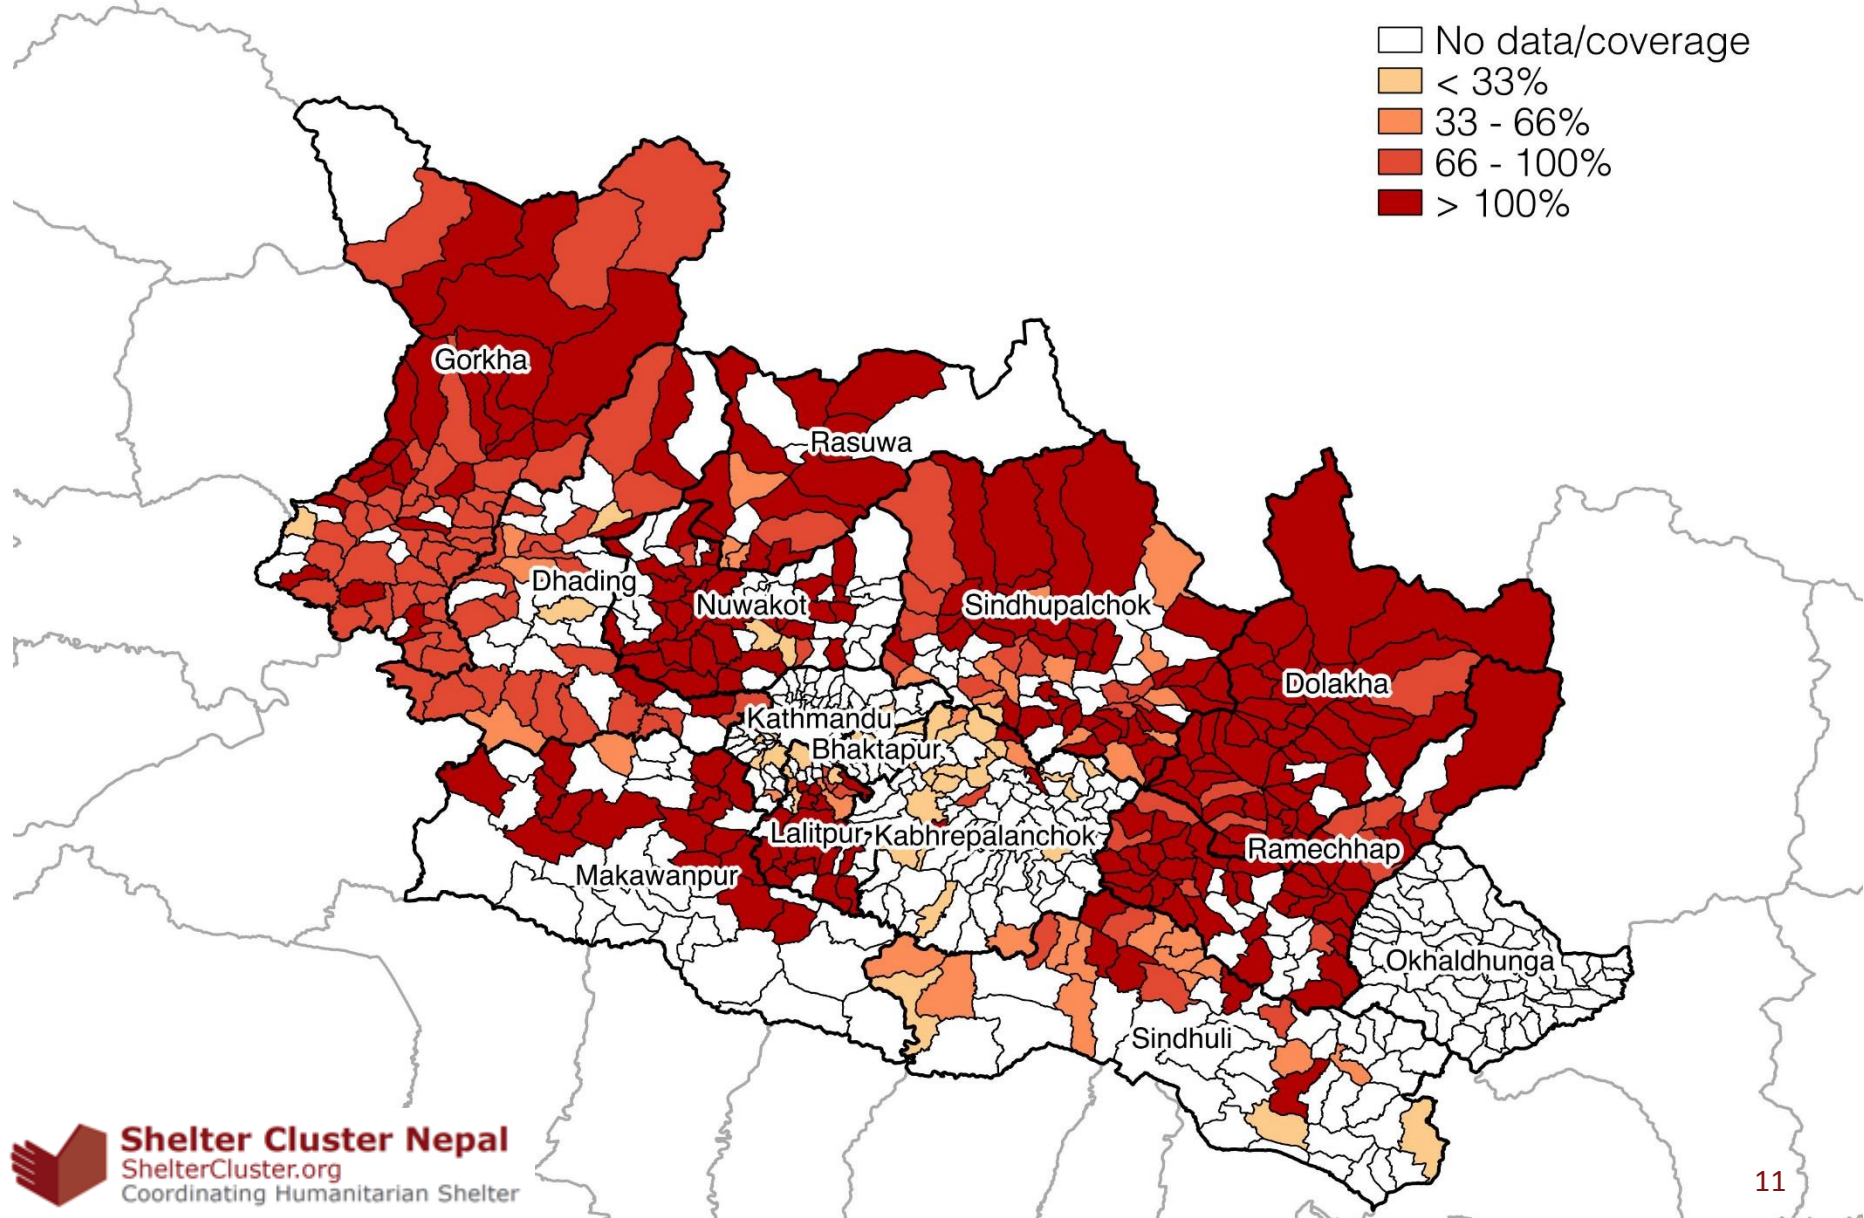 No data/coverage
< 33%
33 - 66%
66 - 100%
> 100%
Gorkha
Rasuwa
Dhading
Nuwakot
Sindhupalchok
Dolakha
Kathmandu
Bhaktapur
Lalitpur
Kabhrepalanchok
Ramechhap
Makawanpur
Okhaldhunga
Sindhuli
Shelter Cluster Nepal
ShelterCluster.org
Coordinating Humanitarian Shelter
11